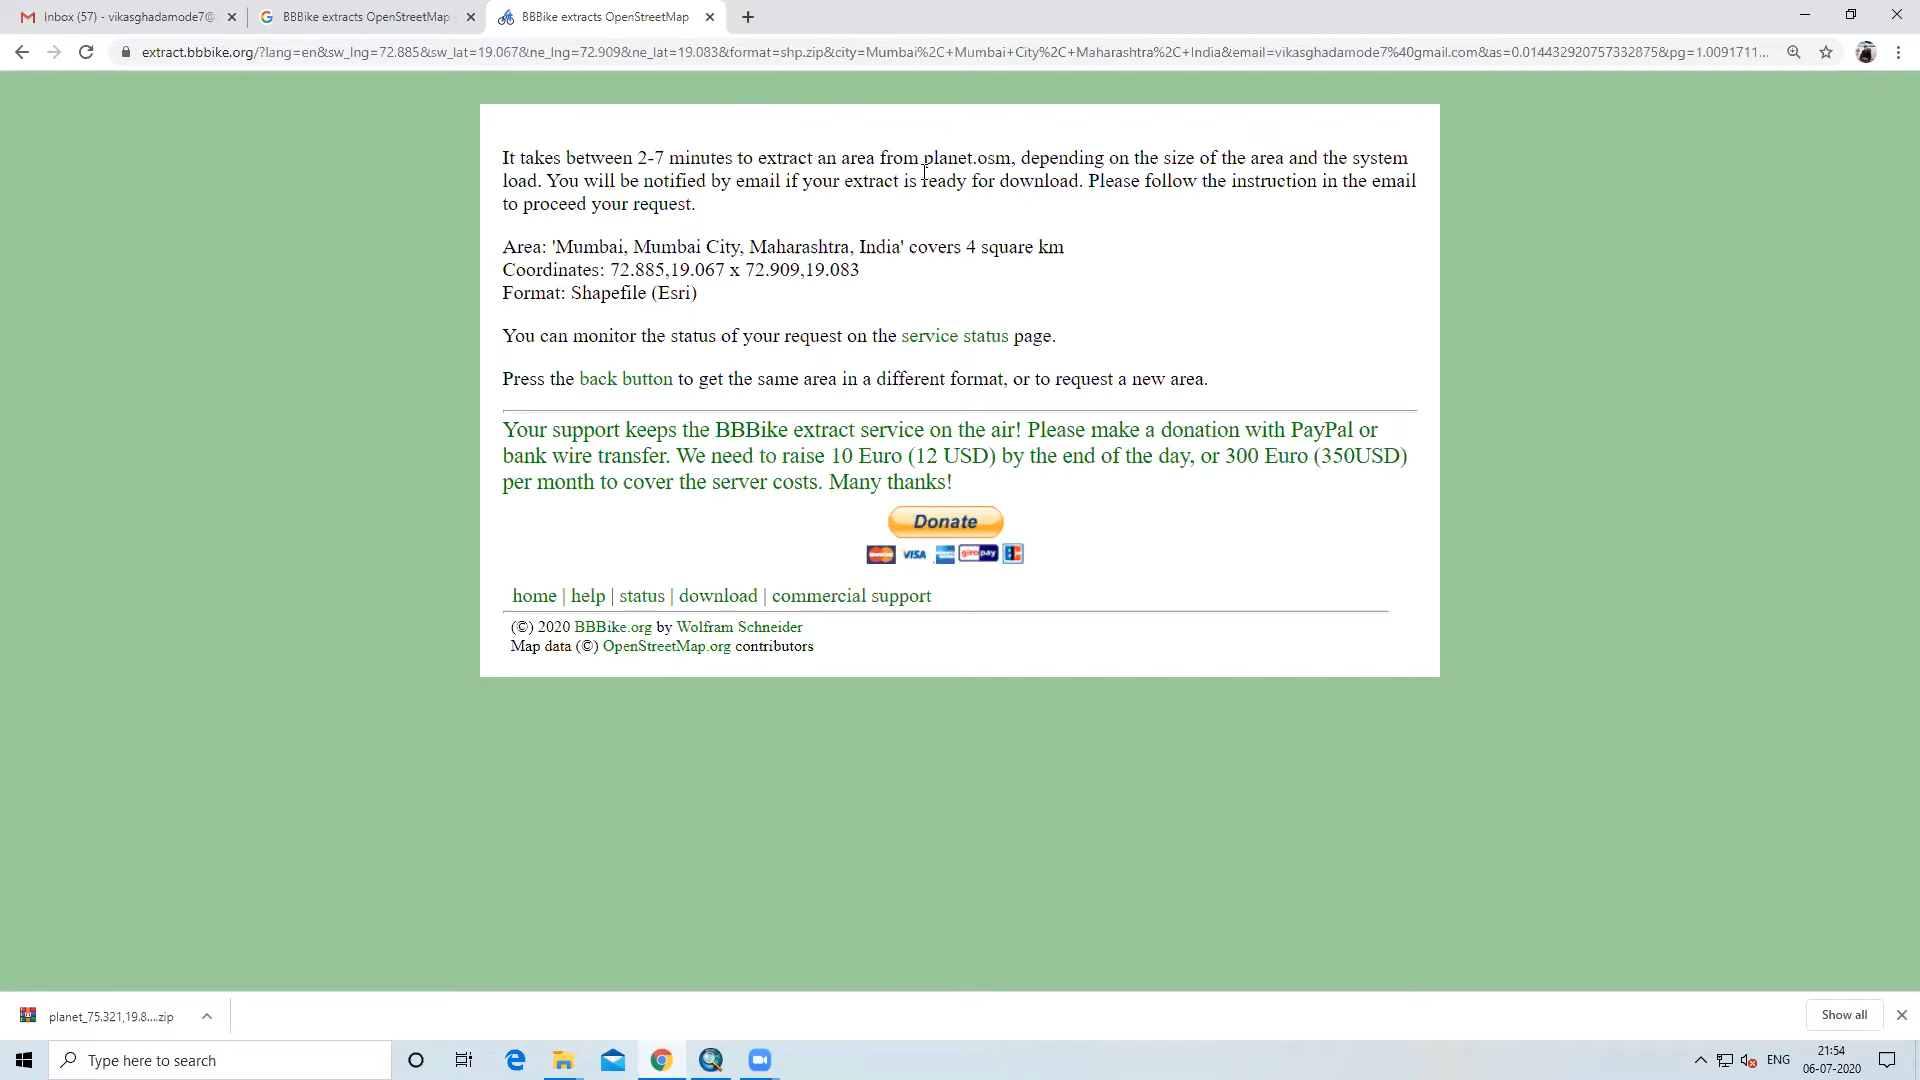 Inbox (57) - vikasghadamode7@
BBBike extracts OpenStreetMap
BBBike extracts OpenStreetMap
extract.bbbike.org/?lang=en&sw_lng=72.885&sw_lat=19.067&ne_lng=72.909&ne_lat=19.083&format=shp.zip&city=Mumbai%2C+Mumbai+City%2C+Maharashtra%2C+India&email=vikasghadamode7%40gmail.com&as=0.0144329207573328​75&pg=1.0091711...
It takes between 2-7 minutes to extract an area from planet.osm, depending on the size of the area and the system
load. You will be notified by email if your extract is ready for download. Please follow the instruction in the email
to proceed your request.
Area: 'Mumbai, Mumbai City, Maharashtra, India' covers 4 square km
Coordinates: 72.885,19.067 x 72.909,19.083
Format: Shapefile (Esri)
You can monitor the status of your request on the service status page.
Press the back button to get the same area in a different format, or to request a new area.
Your support keeps the BBBike extract service on the air! Please make a donation with PayPal or
bank wire transfer. We need to raise 10 Euro (12 USD) by the end of the day, or 300 Euro (350USD)
per month to cover the server costs. Many thanks!
Donate
VISA giropay
home | help | status | download | commercial support
(©) 2020 BBBike.org by Wolfram Schneider
Map data (©) OpenStreetMap.org contributors
planet_75.321,19.8....zip
Show all
Type here to search
ENG
21:54
06-07-2020